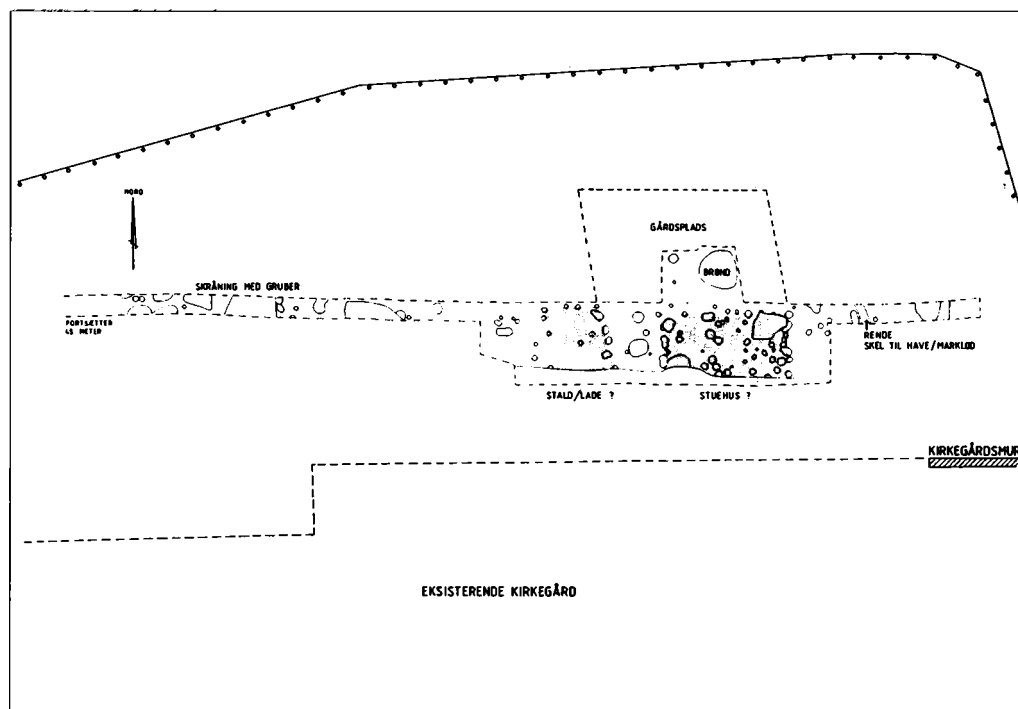 NORD
GÅRDSPLADS
BRØND
SKRÅNING MED GRUBER
FORTSÆTTER
45 METER
RENDE
SKEL TIL HAVE/MARKLOD
STALD/LADE ?
STUEHUS ?
KIRKEGÅRDSMUR
EKSISTERENDE KIRKEGÅRD